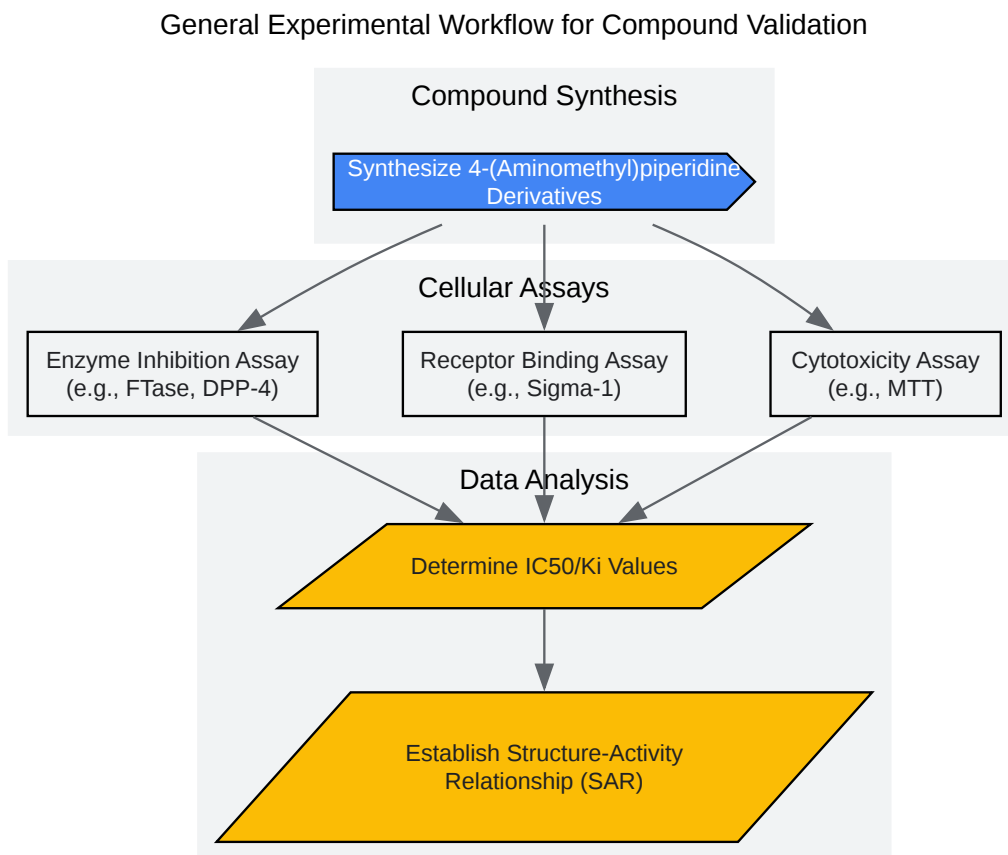 General Experimental Workflow for Compound Validation
Compound Synthesis
Synthesize 4-(Aminomethyl)piperidine
Derivatives
Cellular Assays
Enzyme Inhibition Assay
(e.g., FTase, DPP-4)
Receptor Binding Assay
(e.g., Sigma-1)
Cytotoxicity Assay
(e.g., MTT)
Data Analysis
Determine IC50/Ki Values
Establish Structure-Activity
Relationship (SAR)